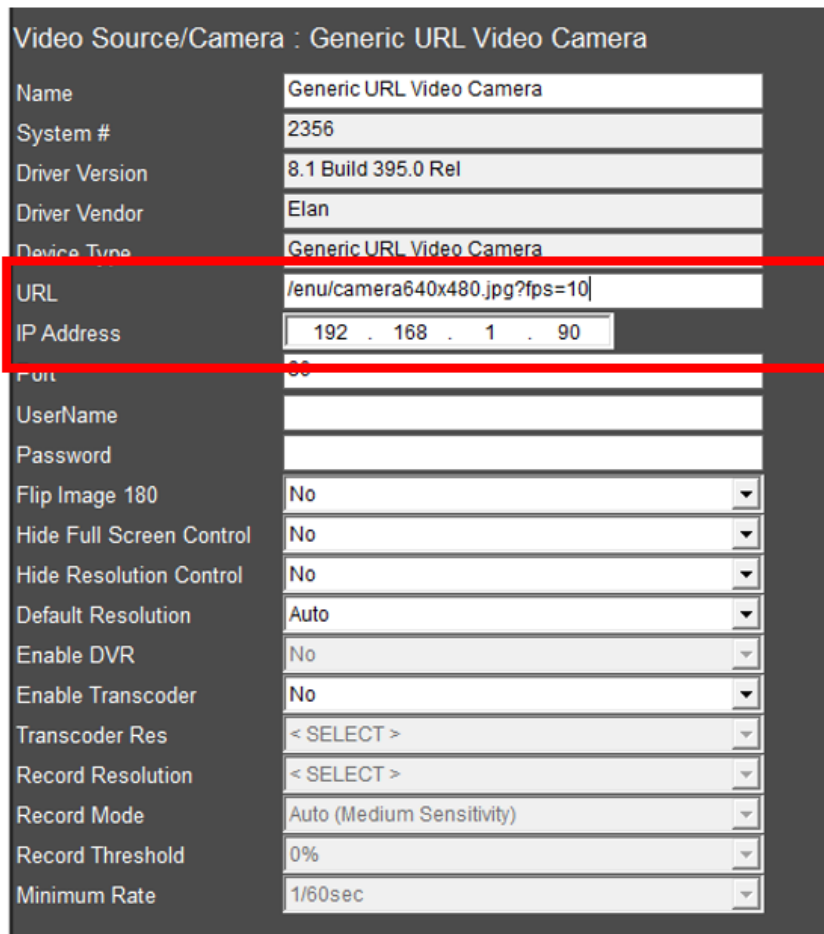 Video Source/Camera : Generic URL Video Camera
Name Generic URL Video Camera
System # 2356
Driver Version 8.1 Build 395.0 Rel
Driver Vendor Elan
Device Type Generic URL Video Camera
URL /enu/camera640x480.jpg?fps=10
IP Address 192 . 168 . 1 . 90
Port
UserName
Password
Flip Image 180 No
Hide Full Screen Control No
Hide Resolution Control No
Default Resolution Auto
Enable DVR No
Enable Transcoder No
Transcoder Res < SELECT >
Record Resolution < SELECT >
Record Mode Auto (Medium Sensitivity)
Record Threshold 0%
Minimum Rate 1/60sec